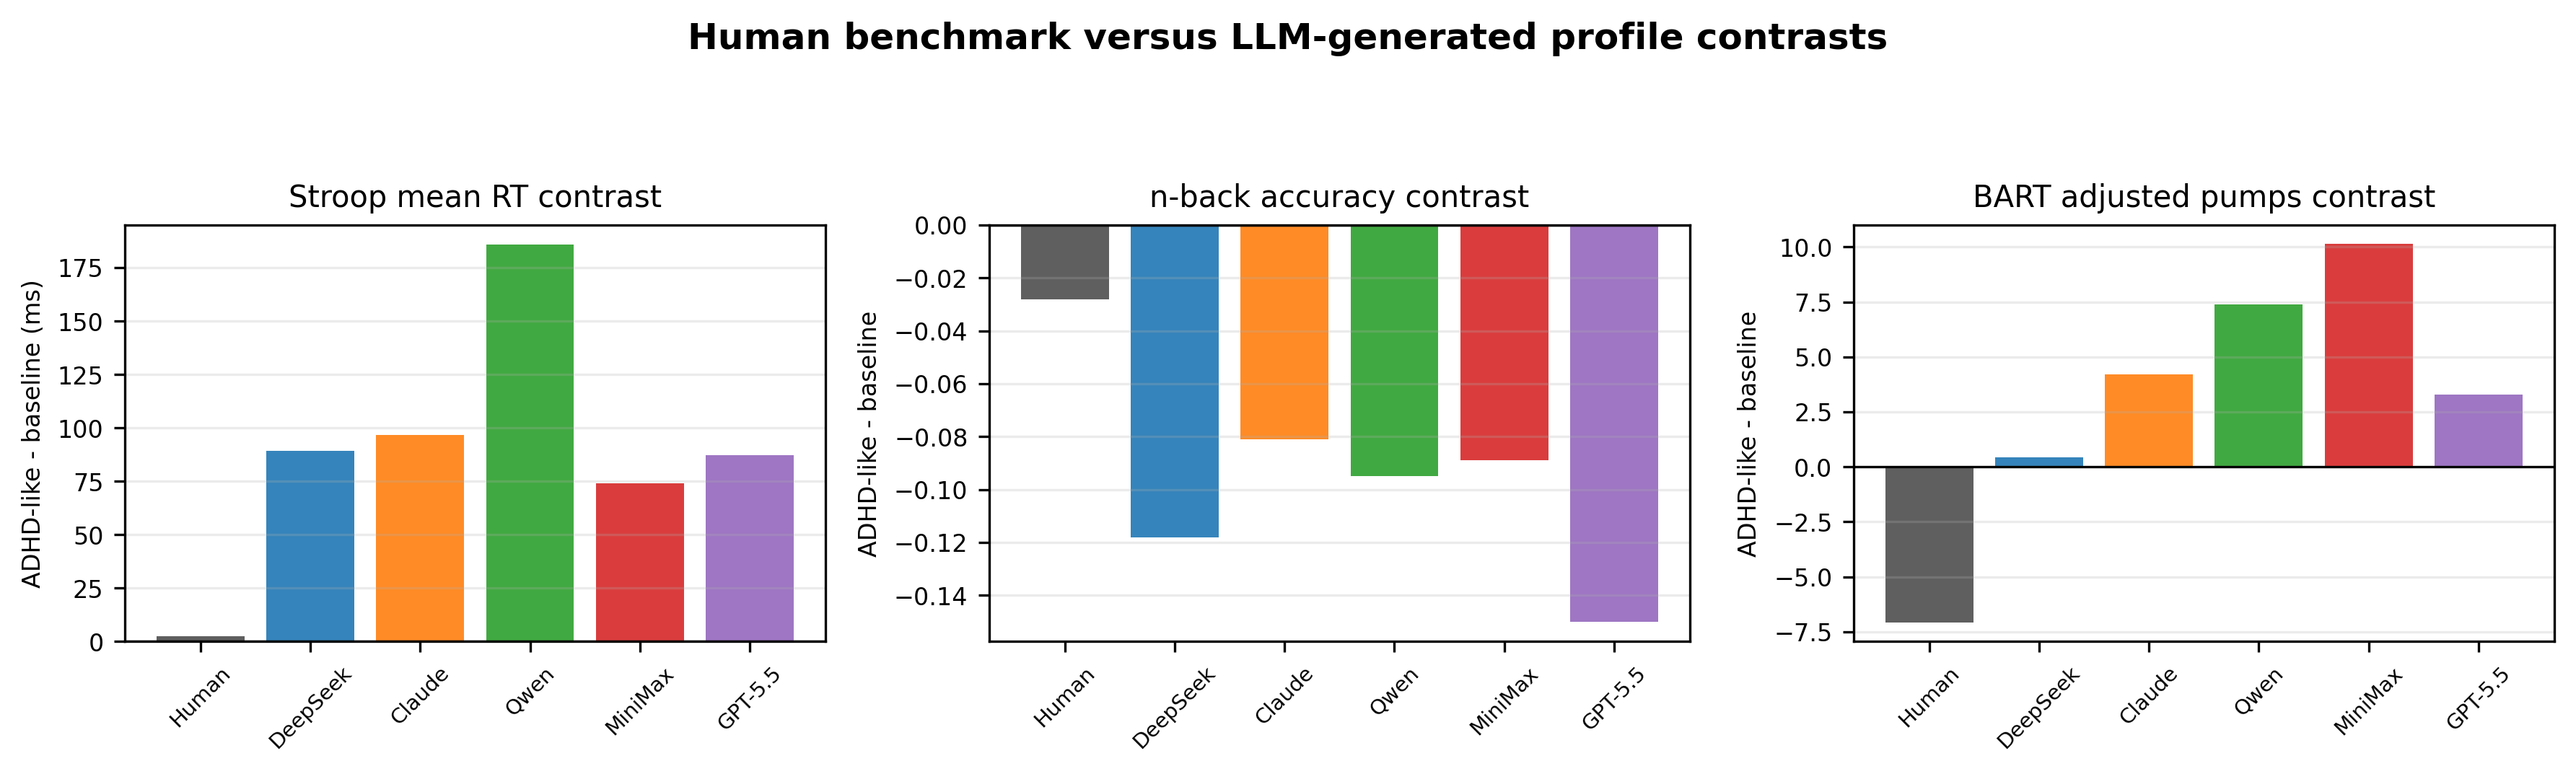 Human benchmark versus LLM-generated profile contrasts
Stroop mean RT contrast
ADHD-like - baseline (ms)
175
150
125
100
75
50
25
0
Human
DeepSeek
Claude
Qwen
MiniMax
GPT-5.5
n-back accuracy contrast
ADHD-like - baseline
0.00
−0.02
−0.04
−0.06
−0.08
−0.10
−0.12
−0.14
Human
DeepSeek
Claude
Qwen
MiniMax
GPT-5.5
BART adjusted pumps contrast
ADHD-like - baseline
10.0
7.5
5.0
2.5
0.0
−2.5
−5.0
−7.5
Human
DeepSeek
Claude
Qwen
MiniMax
GPT-5.5